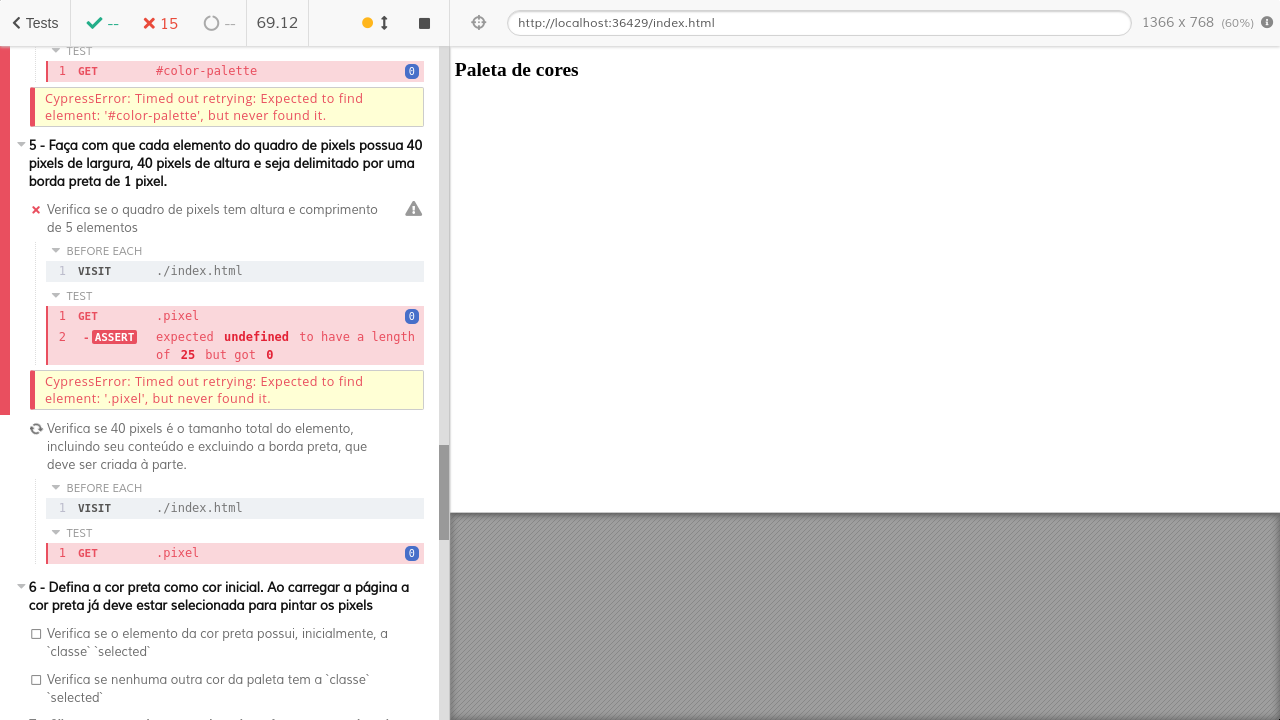 Tests
--
15
--
69.12
http://localhost:36429/index.html
1366 x 768 (60%)
TEST
1 GET #color-palette 0
CypressError: Timed out retrying: Expected to find
element: '#color-palette', but never found it.
5 - Faça com que cada elemento do quadro de pixels possua 40
pixels de largura, 40 pixels de altura e seja delimitado por uma
borda preta de 1 pixel.
Verifica se o quadro de pixels tem altura e comprimento
de 5 elementos
BEFORE EACH
1 VISIT ./index.html
TEST
1 GET .pixel 0
2 -ASSERT expected undefined to have a length
of 25 but got 0
CypressError: Timed out retrying: Expected to find
element: '.pixel', but never found it.
Verifica se 40 pixels é o tamanho total do elemento,
incluindo seu conteúdo e excluindo a borda preta, que
deve ser criada à parte.
BEFORE EACH
1 VISIT ./index.html
TEST
1 GET .pixel 0
6 - Defina a cor preta como cor inicial. Ao carregar a página a
cor preta já deve estar selecionada para pintar os pixels
Verifica se o elemento da cor preta possui, inicialmente, a
`classe` `selected`
Verifica se nenhuma outra cor da paleta tem a `classe`
`selected`
Paleta de cores